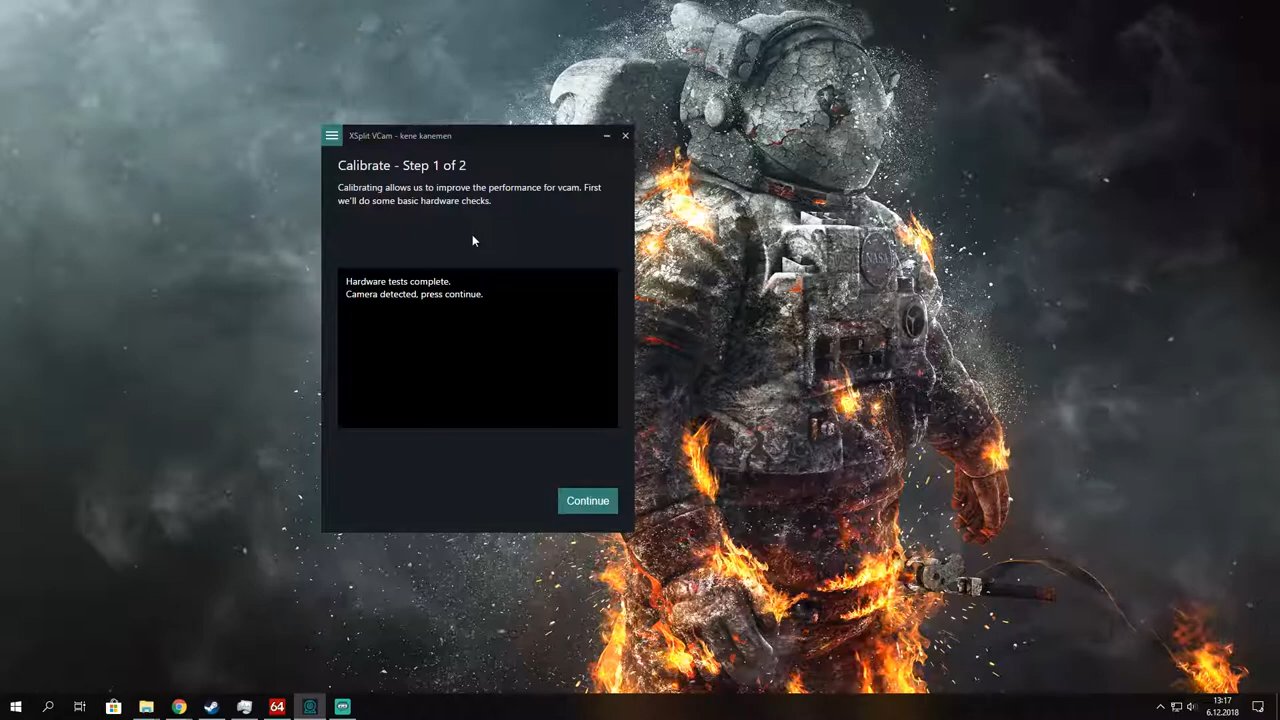 XSplit VCam - kene kanemen
Calibrate - Step 1 of 2
Calibrating allows us to improve the performance for vcam. First
we'll do some basic hardware checks.
Hardware tests complete.
Camera detected, press continue.
Continue
NASA
64
13:17
6.12.2018